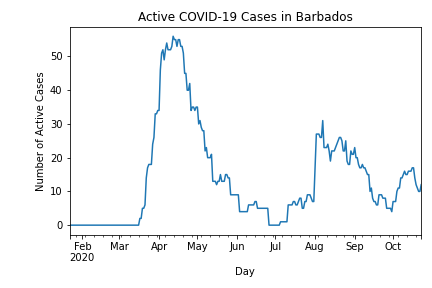 Active COVID-19 Cases in Barbados
Number of Active Cases
50
40
30
20
10
0
Feb Mar Apr May Jun Jul Aug Sep Oct
2020
Day